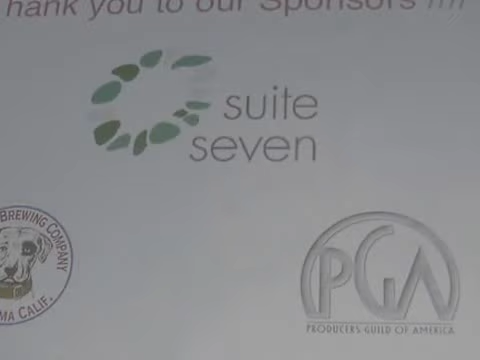 hank you to our Sponsors !!!
suite
seven
BREWING COMPANY
MA CALIF.
PGA
PRODUCERS GUILD OF AMERICA